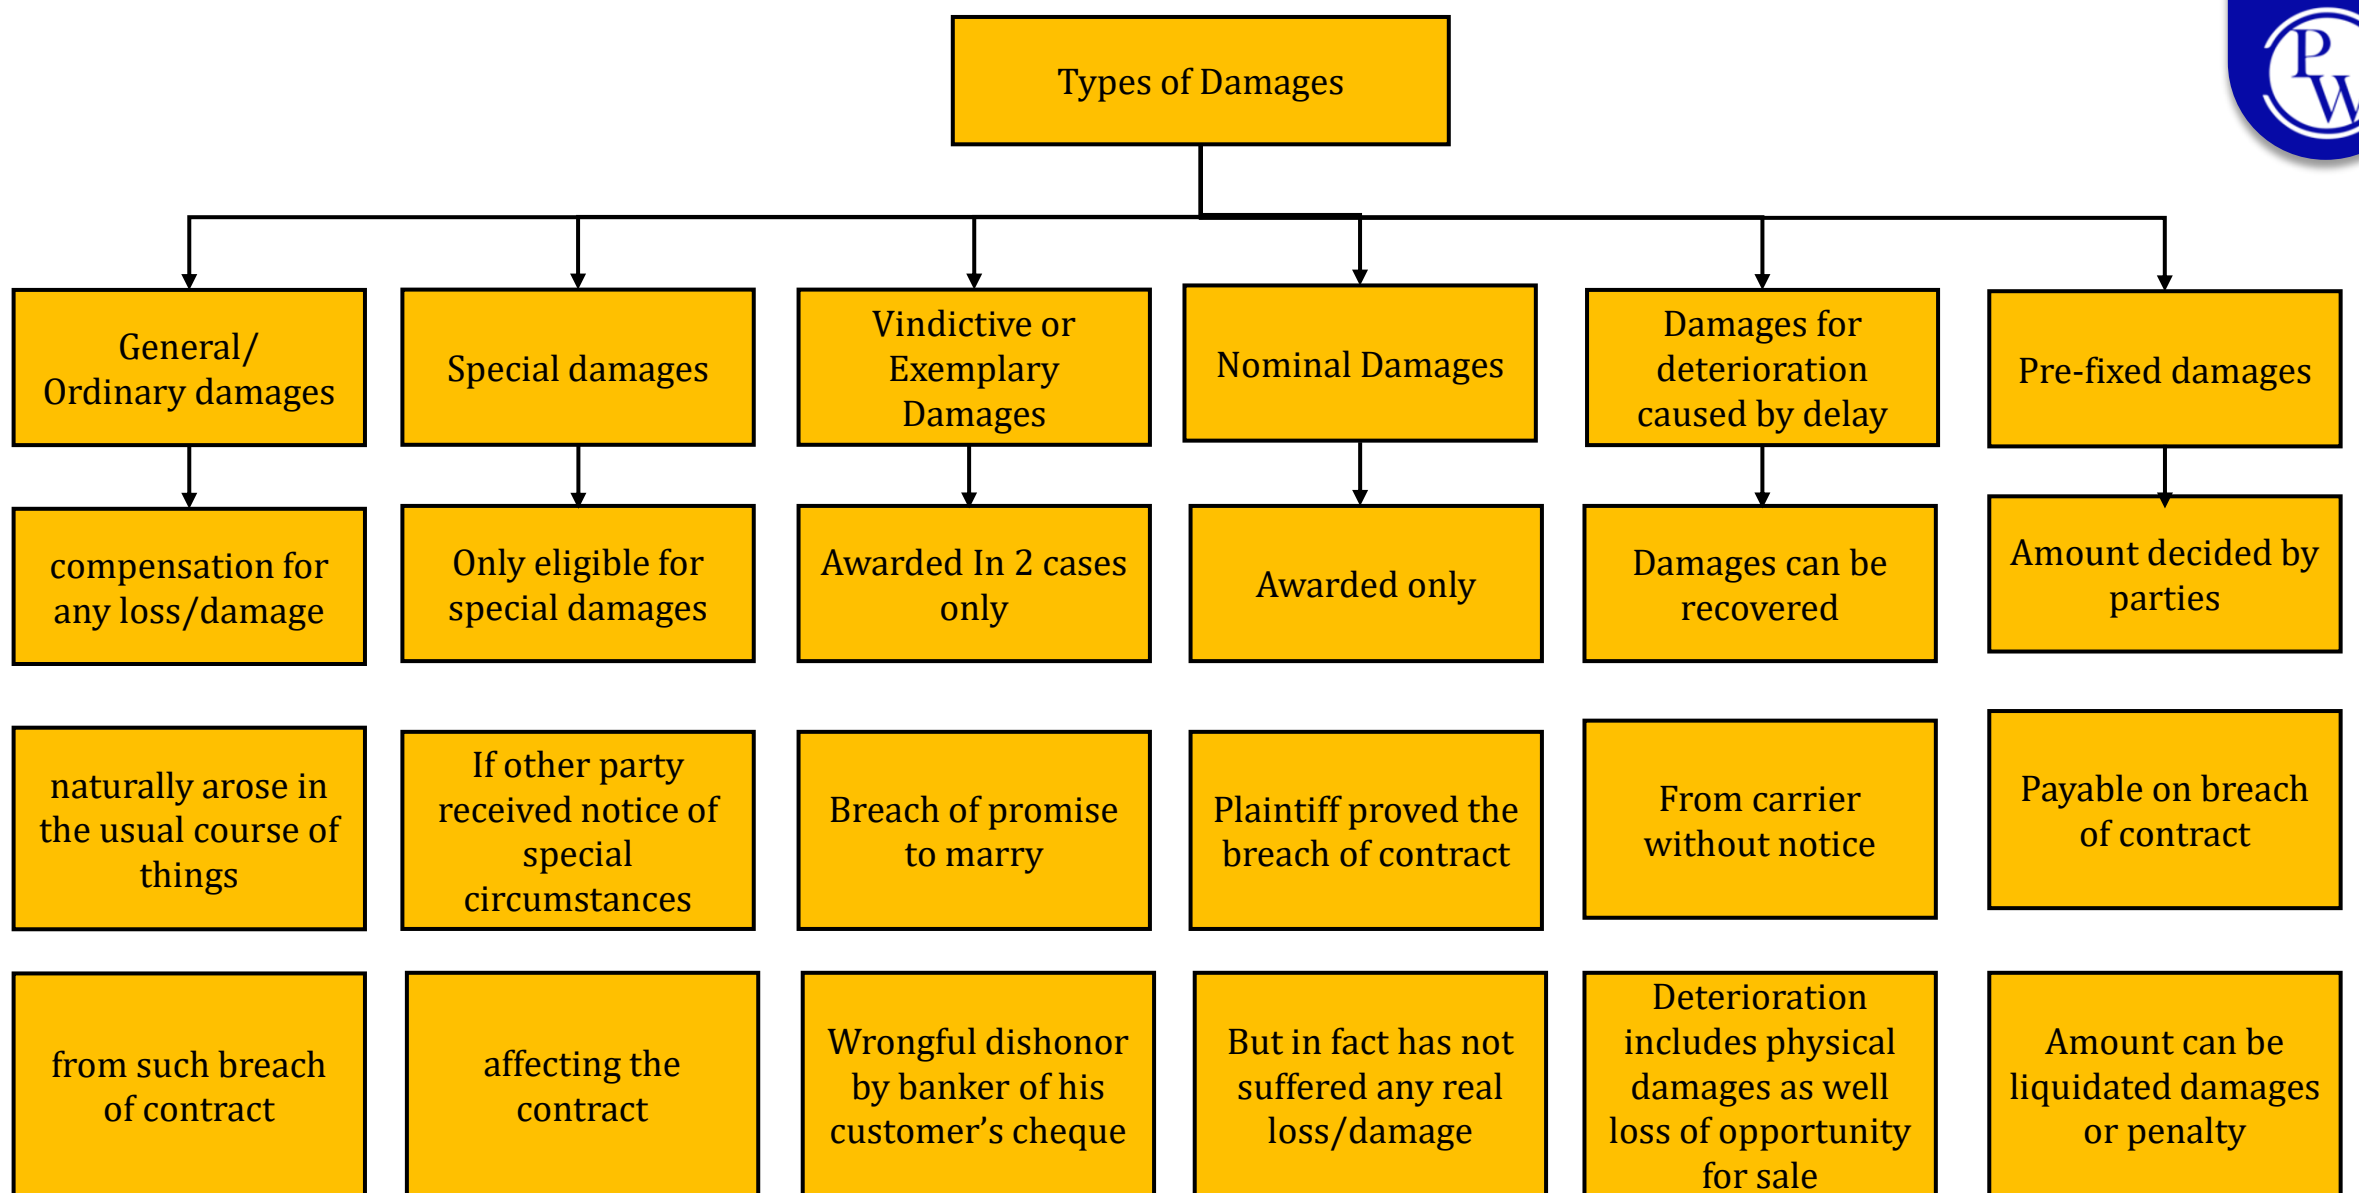 Types of Damages
P
W
General/
Ordinary damages
Special damages
Vindictive or
Exemplary
Damages
Nominal Damages
Damages for
deterioration
caused by delay
Pre-fixed damages
compensation for
any loss/damage
Only eligible for
special damages
Awarded In 2 cases
only
Awarded only
Damages can be
recovered
Amount decided by
parties
naturally arose in
the usual course of
things
If other party
received notice of
special
circumstances
Breach of promise
to marry
Plaintiff proved the
breach of contract
From carrier
without notice
Payable on breach
of contract
from such breach
of contract
affecting the
contract
Wrongful dishonor
by banker of his
customer’s cheque
But in fact has not
suffered any real
loss/damage
Deterioration
includes physical
damages as well
loss of opportunity
for sale
Amount can be
liquidated damages
or penalty